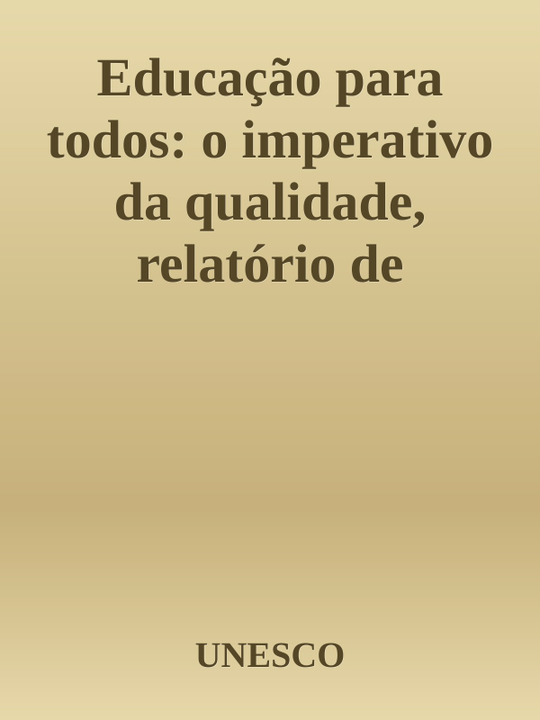 Educação para
todos: o imperativo
da qualidade,
relatório de
UNESCO